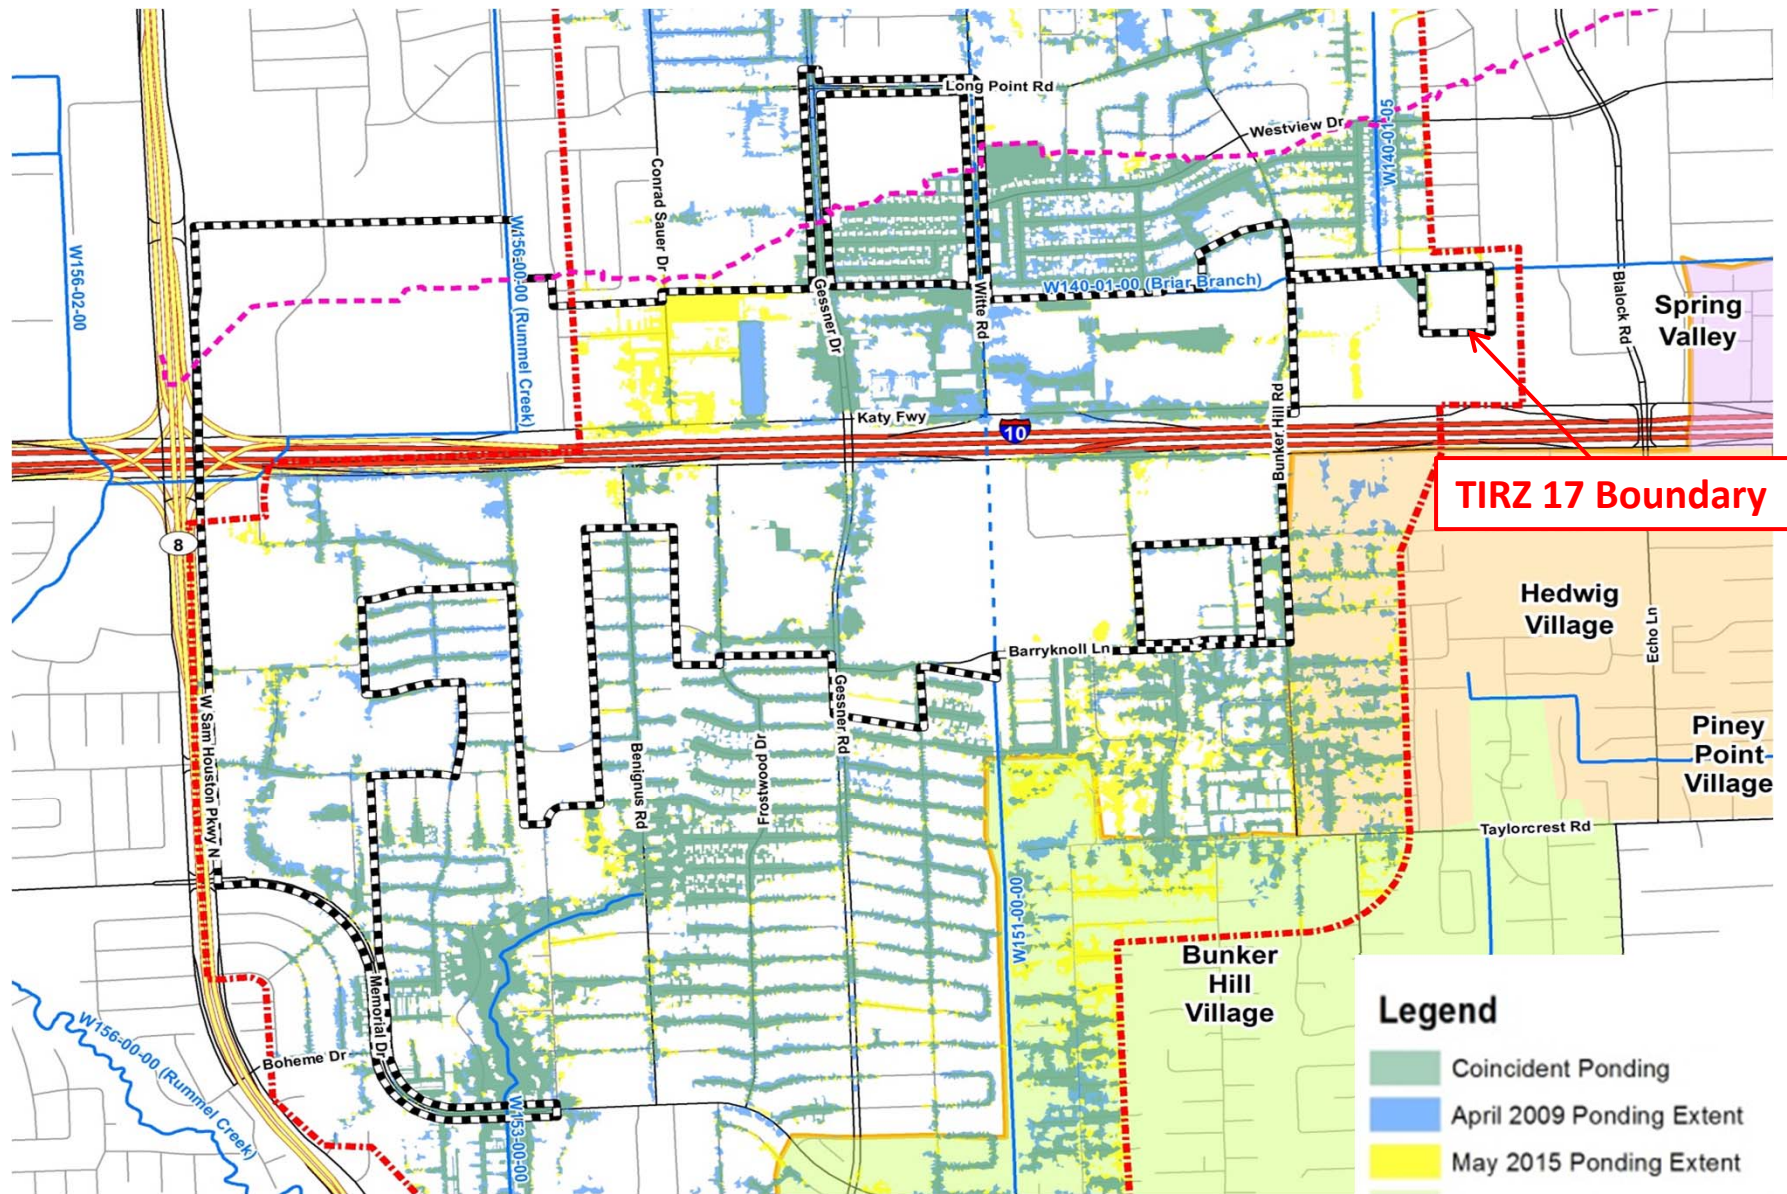 Long Point Rd
Westview Dr
W140-01-05
Conrad Sauer Dr
W156-02-00
W156-00-00 (Rummel Creek)
Gessner Dr
Witte Rd
W140-01-00 (Briar Branch)
Blalock Rd
Spring
Valley
Katy Fwy
10
Bunker Hill Rd
TIRZ 17 Boundary
8
Hedwig
Village
Echo Ln
Barryknoll Ln
W Sam Houston Pkwy N
Benignus Rd
Frostwood Dr
Gessner Rd
Piney
Point
Village
Taylorcrest Rd
W151-00-00
Bunker
Hill
Village
Memorial Dr
Boheme Dr
W156-00-00 (Rummel Creek)
W153-00-00
Legend
Coincident Ponding
April 2009 Ponding Extent
May 2015 Ponding Extent